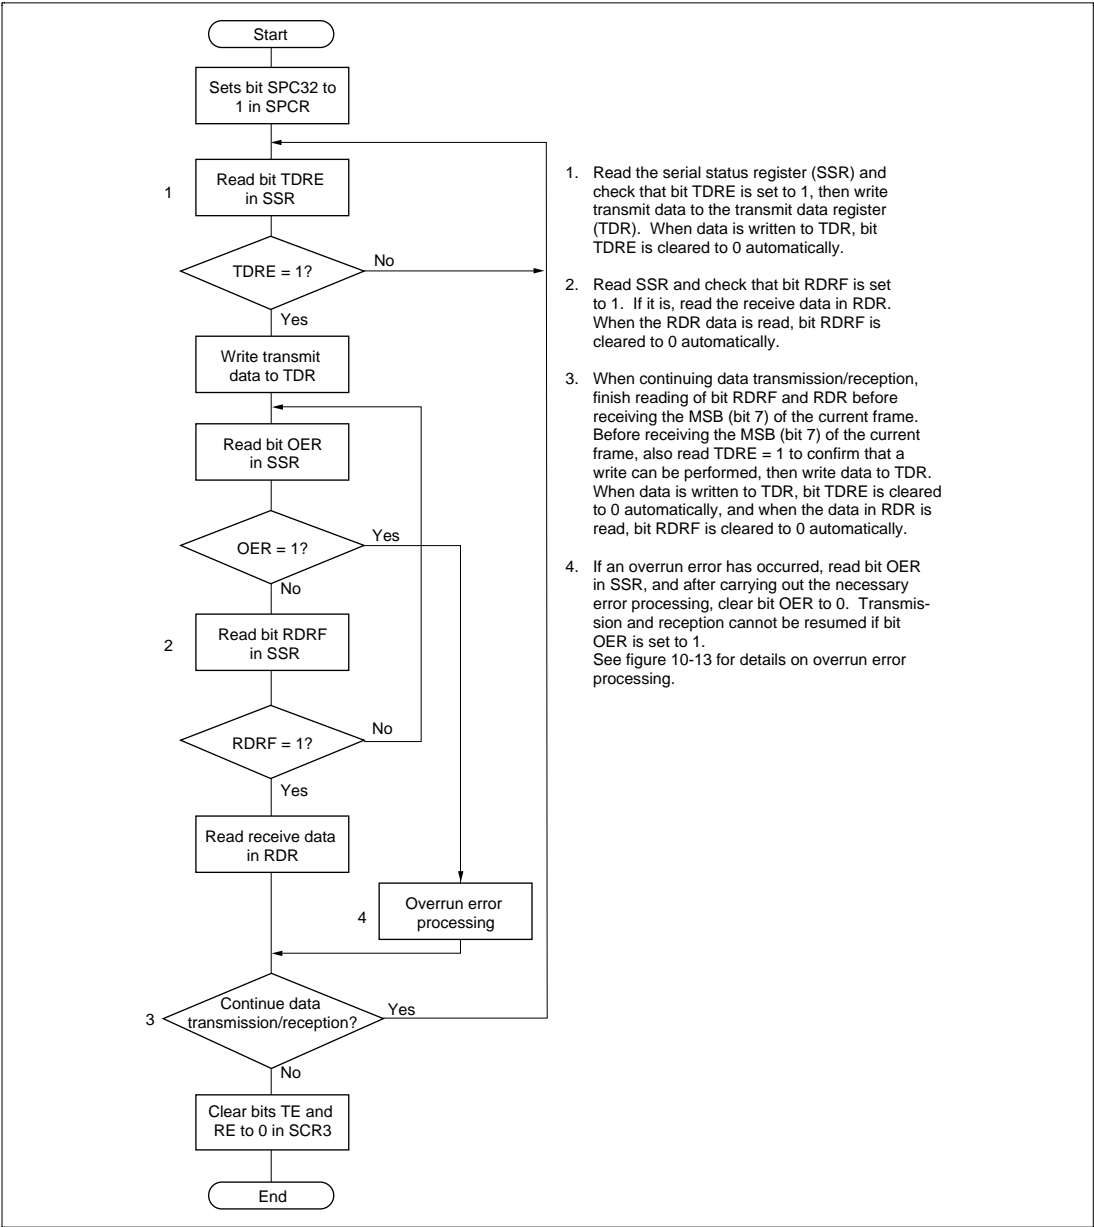 Start
Sets bit SPC32 to
1 in SPCR
1
Read bit TDRE
in SSR
TDRE = 1?
No
Yes
Write transmit
data to TDR
Read bit OER
in SSR
OER = 1?
Yes
No
2
Read bit RDRF
in SSR
RDRF = 1?
No
Yes
Read receive data
in RDR
4
Overrun error
processing
3
Continue data
transmission/reception?
Yes
No
Clear bits TE and
RE to 0 in SCR3
End
1. Read the serial status register (SSR) and
check that bit TDRE is set to 1, then write
transmit data to the transmit data register
(TDR). When data is written to TDR, bit
TDRE is cleared to 0 automatically.
2. Read SSR and check that bit RDRF is set
to 1. If it is, read the receive data in RDR.
When the RDR data is read, bit RDRF is
cleared to 0 automatically.
3. When continuing data transmission/reception,
finish reading of bit RDRF and RDR before
receiving the MSB (bit 7) of the current frame.
Before receiving the MSB (bit 7) of the current
frame, also read TDRE = 1 to confirm that a
write can be performed, then write data to TDR.
When data is written to TDR, bit TDRE is cleared
to 0 automatically, and when the data in RDR is
read, bit RDRF is cleared to 0 automatically.
4. If an overrun error has occurred, read bit OER
in SSR, and after carrying out the necessary
error processing, clear bit OER to 0. Transmis-
sion and reception cannot be resumed if bit
OER is set to 1.
See figure 10-13 for details on overrun error
processing.